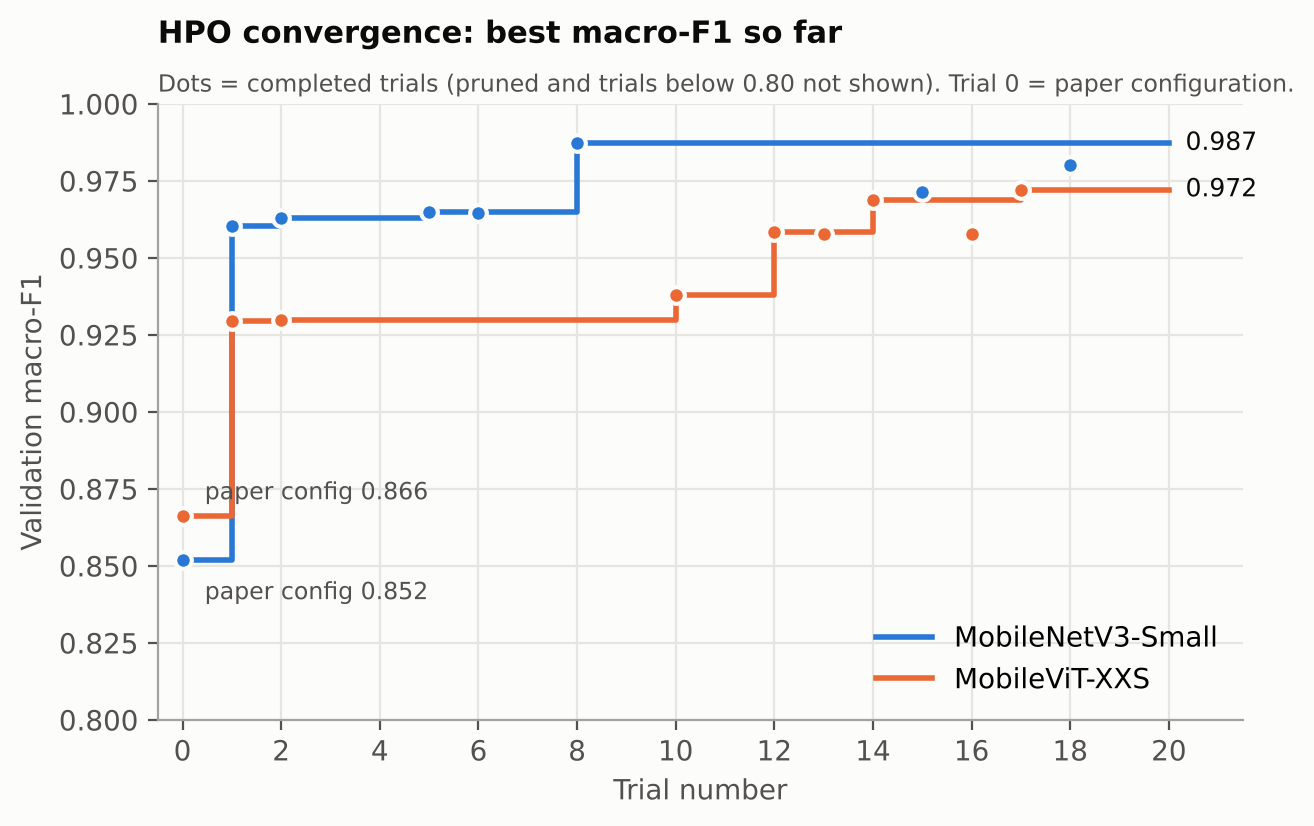 HPO convergence: best macro-F1 so far
Dots = completed trials (pruned and trials below 0.80 not shown). Trial 0 = paper configuration.
1.000
0.987
0.975
0.972
0.950
0.925
0.900
0.875
paper config 0.866
0.850
paper config 0.852
0.825
0.800
Validation macro-F1
MobileNetV3-Small
MobileViT-XXS
0 2 4 6 8 10 12 14 16 18 20
Trial number